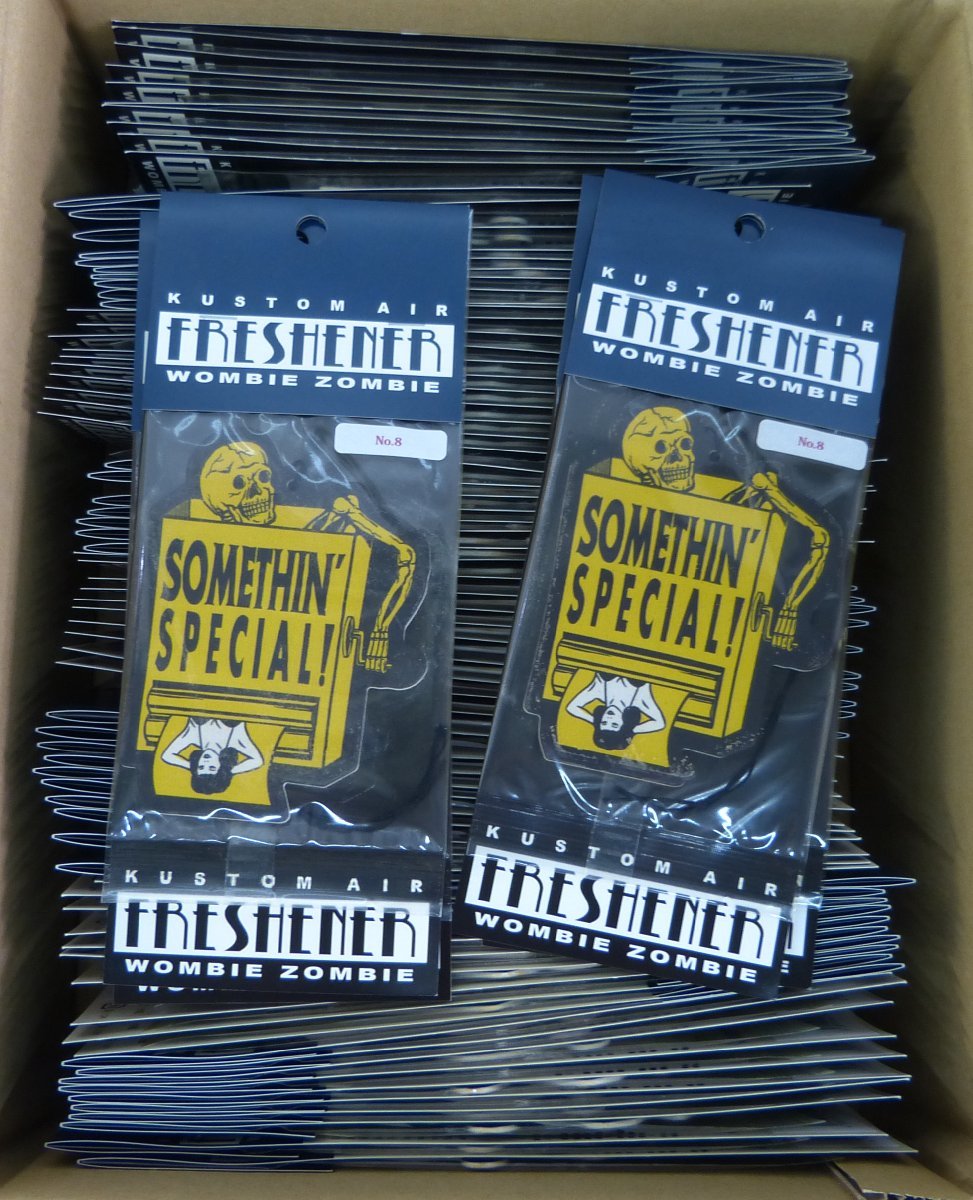 KUSTOM AIR
FRESHENER
WOMBIE ZOMBIE
No.8
SOMETHIN'
SPECIAL!
KUSTOM AIR
FRESHENER
WOMBIE ZOMBIE
KUSTOM AIR
FRESHENER
WOMBIE ZOMBIE
No.8
SOMETHIN'
SPECIAL!
KUSTOM AIR
FRESHENER
WOMBIE ZOMBIE